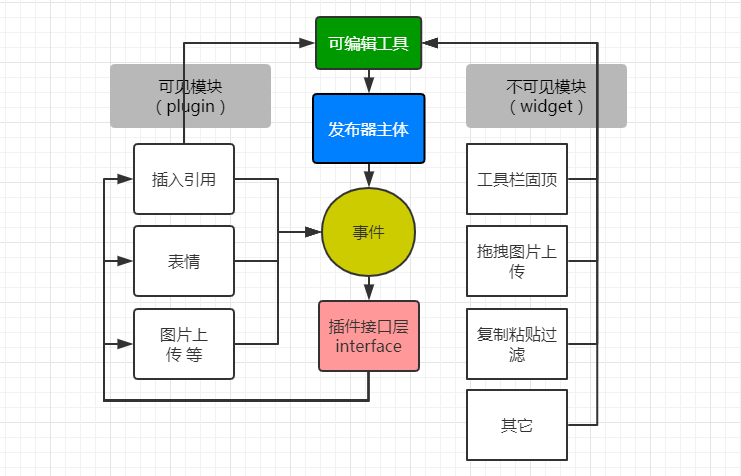 可编辑工具
可见模块
（plugin）
不可见模块
（widget）
发布器主体
插入引用
工具栏固顶
事件
表情
拖拽图片上
传
插件接口层
interface
图片上
传 等
复制粘贴过
滤
其它